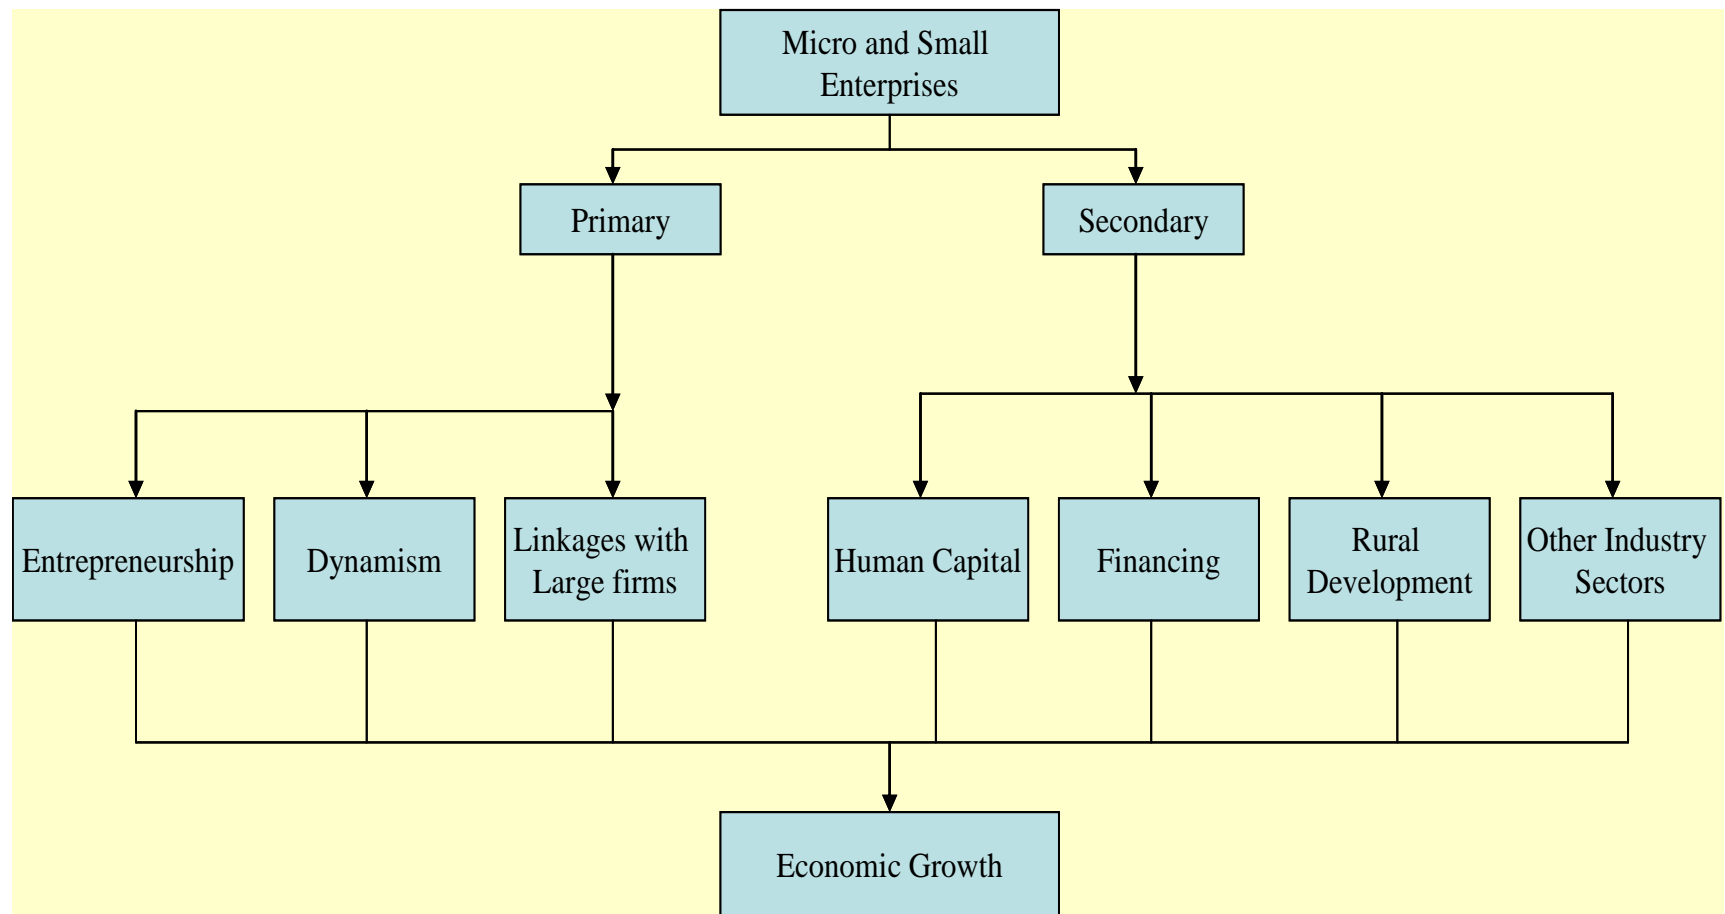 Micro and Small
Enterprises
Primary
Secondary
Entrepreneurship
Dynamism
Linkages with
Large firms
Human Capital
Financing
Rural
Development
Other Industry
Sectors
Economic Growth